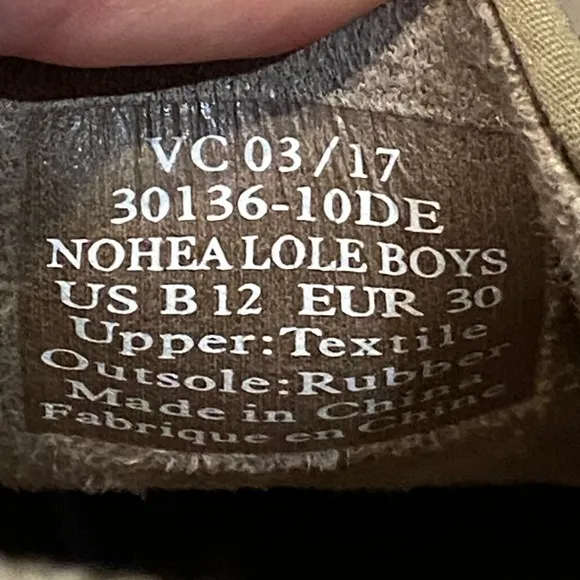 VC 03/17
30136-10DE
NOHEA LOLE BOYS
US B 12 EUR 30
Upper:Textile
Outsole:Rubber
Made in China
Fabrique en Chine